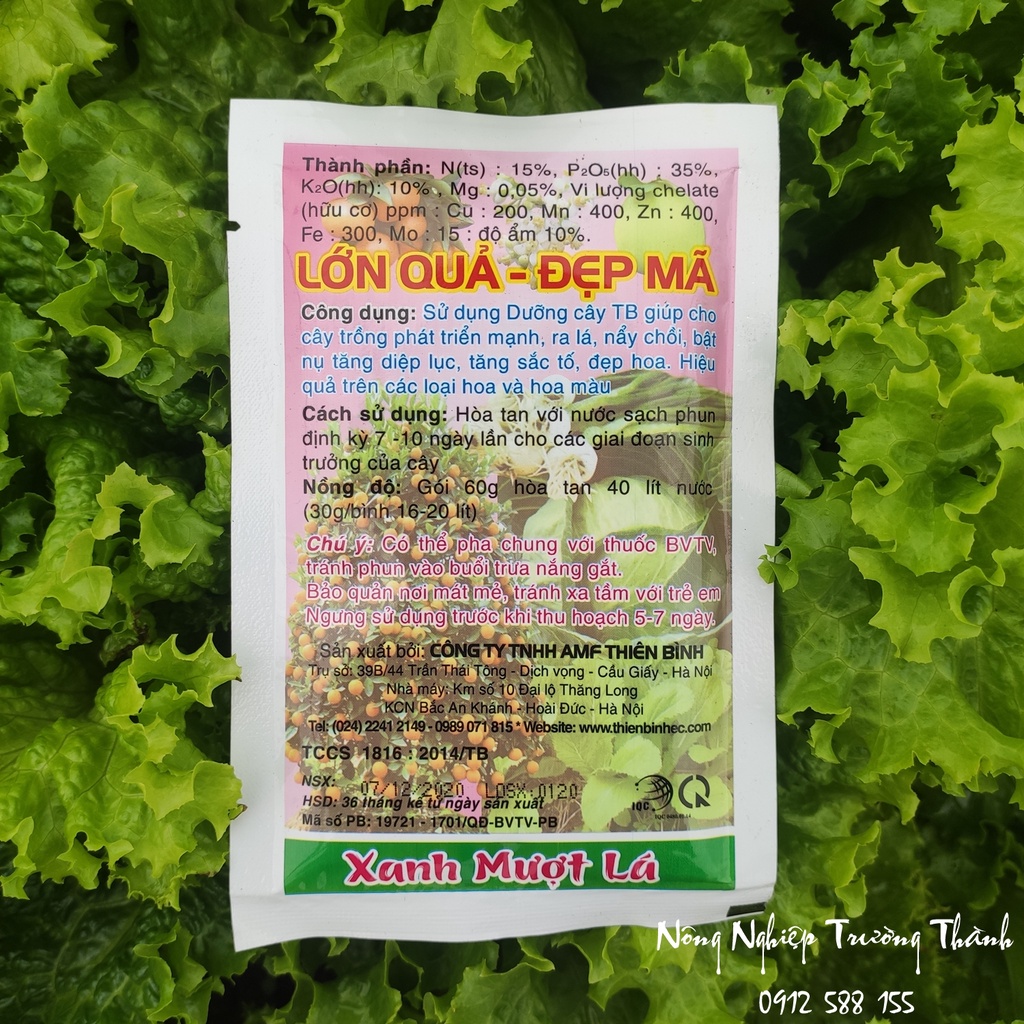 Thành phần: N(ts) : 15%, P₂O₅(hh) : 35%,
K₂O(hh): 10% , Mg : 0,05%, Vi lượng chelate
(hữu cơ) ppm : Cu : 200, Mn : 400, Zn : 400,
Fe : 300, Mo : 15 : độ ẩm 10%.
LỚN QUẢ - ĐẸP MÃ
Công dụng: Sử dụng Dưỡng cây TB giúp cho
cây trồng phát triển mạnh, ra lá, nẩy chồi, bật
nụ tăng diệp lục, tăng sắc tố, đẹp hoa. Hiệu
quả trên các loại hoa và hoa màu
Cách sử dụng: Hòa tan với nước sạch phun
định kỳ 7 -10 ngày lần cho các giai đoạn sinh
trưởng của cây
Nồng độ: Gói 60g hòa tan 40 lít nước
(30g/bình 16-20 lít)
Chú ý: Có thể pha chung với thuốc BVTV,
tránh phun vào buổi trưa nắng gắt.
Bảo quản nơi mát mẻ, tránh xa tầm với trẻ em
Ngưng sử dụng trước khi thu hoạch 5-7 ngày.
Sản xuất bởi: CÔNG TY TNHH AMF THIÊN BÌNH
Trụ sở: 39B/44 Trần Thái Tông - Dịch vọng - Cầu Giấy - Hà Nội
Nhà máy: Km số 10 Đại lộ Thăng Long
KCN Bắc An Khánh - Hoài Đức - Hà Nội
Tel: (024) 2241 2149 - 0989 071 815 * Website: www.thienbinhec.com
TCCS 1816 : 2014/TB
NSX: 07/12/2020 LOSX:0120
HSD: 36 tháng kể từ ngày sản xuất
Mã số PB: 19721 - 1701/QĐ-BVTV-PB
IQC
Xanh Mượt Lá
Nông Nghiệp Trường Thành
0912 588 155